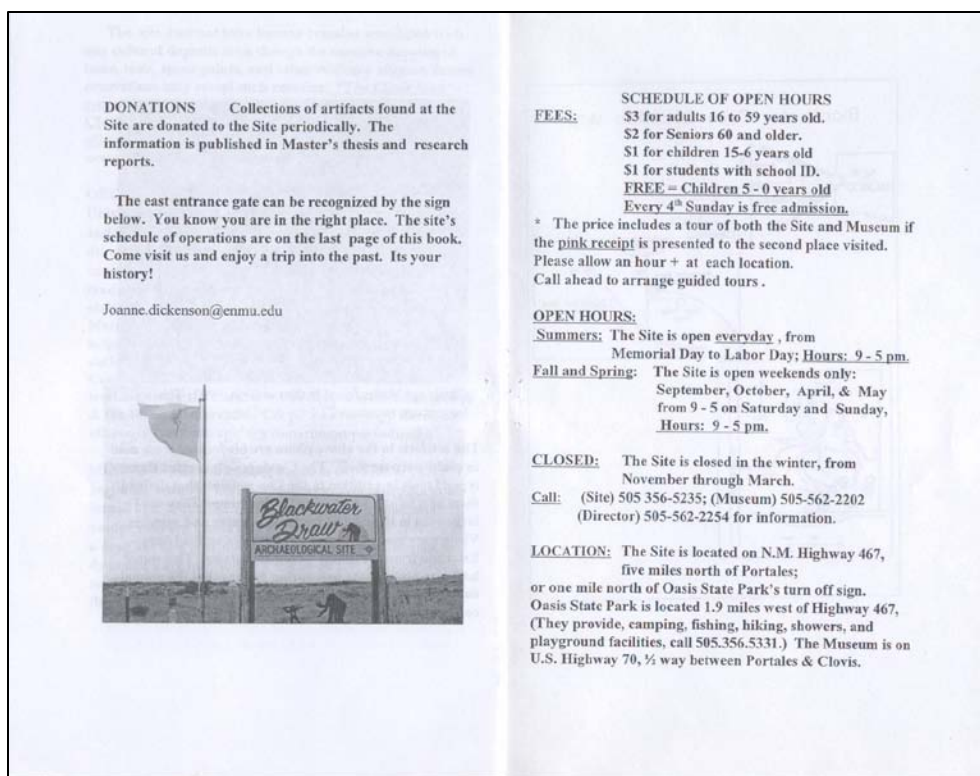 DONATIONS Collections of artifacts found at the
Site are donated to the Site periodically. The
information is published in Master's thesis and research
reports.
The east entrance gate can be recognized by the sign
below. You know you are in the right place. The site's
schedule of operations are on the last page of this book.
Come visit us and enjoy a trip into the past. Its your
history!
Joanne.dickenson@enmu.edu
Blackwater
Draw
ARCHAEOLOGICAL SITE
SCHEDULE OF OPEN HOURS
FEES: $3 for adults 16 to 59 years old.
$2 for Seniors 60 and older.
$1 for children 15-6 years old
$1 for students with school ID.
FREE = Children 5 - 0 years old
Every 4th Sunday is free admission.
* The price includes a tour of both the Site and Museum if
the pink receipt is presented to the second place visited.
Please allow an hour + at each location.
Call ahead to arrange guided tours .
OPEN HOURS:
Summers: The Site is open everyday , from
Memorial Day to Labor Day; Hours: 9 - 5 pm.
Fall and Spring: The Site is open weekends only:
September, October, April, & May
from 9 - 5 on Saturday and Sunday,
Hours: 9 - 5 pm.
CLOSED: The Site is closed in the winter, from
November through March.
Call: (Site) 505 356-5235; (Museum) 505-562-2202
(Director) 505-562-2254 for information.
LOCATION: The Site is located on N.M. Highway 467,
five miles north of Portales;
or one mile north of Oasis State Park's turn off sign.
Oasis State Park is located 1.9 miles west of Highway 467,
(They provide, camping, fishing, hiking, showers, and
playground facilities, call 505.356.5331.) The Museum is on
U.S. Highway 70, ½ way between Portales & Clovis.